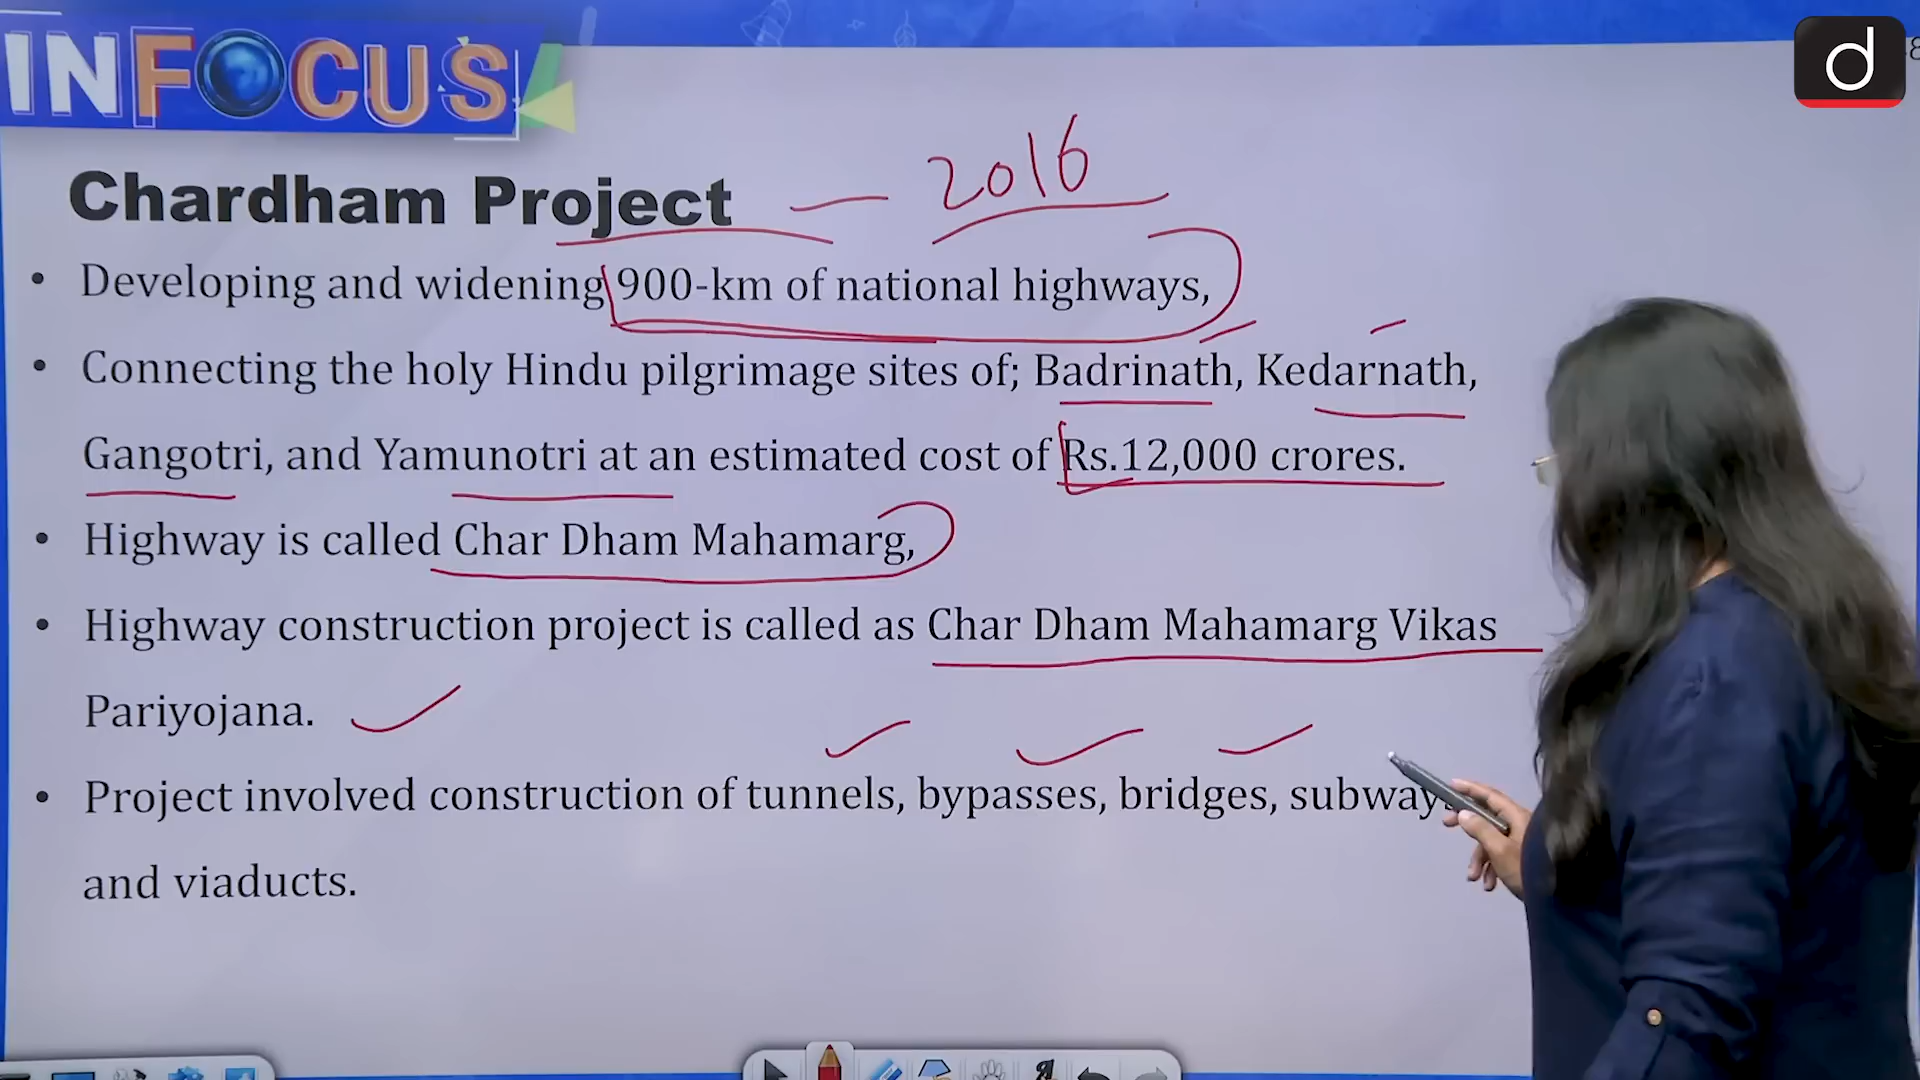 INFOCUS
d
Chardham Project - 2016
• Developing and widening 900-km of national highways,
• Connecting the holy Hindu pilgrimage sites of; Badrinath, Kedarnath,
Gangotri, and Yamunotri at an estimated cost of Rs.12,000 crores.
• Highway is called Char Dham Mahamarg,
• Highway construction project is called as Char Dham Mahamarg Vikas
Pariyojana.
• Project involved construction of tunnels, bypasses, bridges, subways
and viaducts.